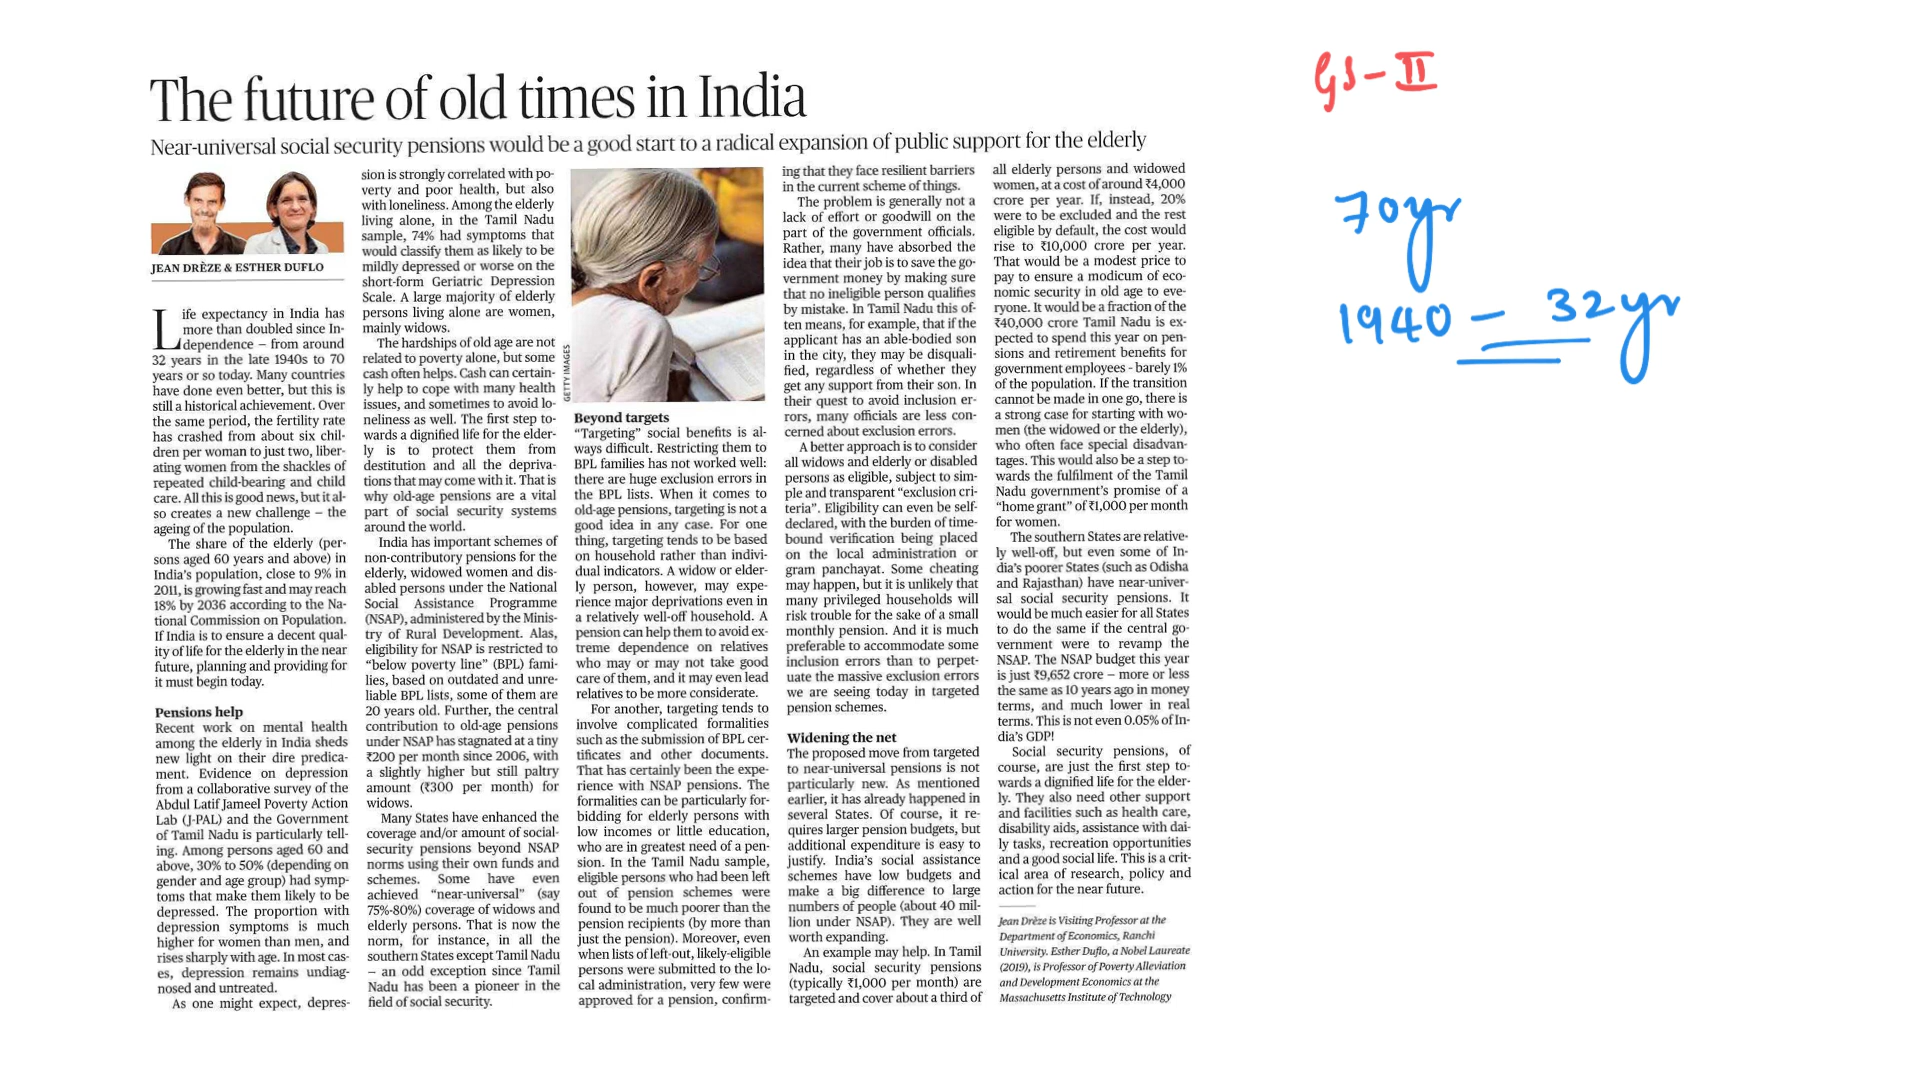 The future of old times in India
Near-universal social security pensions would be a good start to a radical expansion of public support for the elderly
JEAN DRÈZE & ESTHER DUFLO
Life expectancy in India has
more than doubled since In-
dependence – from around
32 years in the late 1940s to 70
years or so today. Many countries
have done even better, but this is
still a historical achievement. Over
the same period, the fertility rate
has crashed from about six chil-
dren per woman to just two, liber-
ating women from the shackles of
repeated child-bearing and child
care. All this is good news, but it al-
so creates a new challenge – the
ageing of the population.
The share of the elderly (per-
sons aged 60 years and above) in
India's population, close to 9% in
2011, is growing fast and may reach
18% by 2036 according to the Na-
tional Commission on Population.
If India is to ensure a decent qual-
ity of life for the elderly in the near
future, planning and providing for
it must begin today.
Pensions help
Recent work on mental health
among the elderly in India sheds
new light on their dire predica-
ment. Evidence on depression
from a collaborative survey of the
Abdul Latif Jameel Poverty Action
Lab (J-PAL) and the Government
of Tamil Nadu is particularly tell-
ing. Among persons aged 60 and
above, 30% to 50% (depending on
gender and age group) had symp-
toms that make them likely to be
depressed. The proportion with
depression symptoms is much
higher for women than men, and
rises sharply with age. In most cas-
es, depression remains undiag-
nosed and untreated.
As one might expect, depres-
sion is strongly correlated with po-
verty and poor health, but also
with loneliness. Among the elderly
living alone, in the Tamil Nadu
sample, 74% had symptoms that
would classify them as likely to be
mildly depressed or worse on the
short-form Geriatric Depression
Scale. A large majority of elderly
persons living alone are women,
mainly widows.
The hardships of old age are not
related to poverty alone, but some
cash often helps. Cash can certain-
ly help to cope with many health
issues, and sometimes to avoid lo-
neliness as well. The first step to-
wards a dignified life for the elder-
ly is to protect them from
destitution and all the depriva-
tions that may come with it. That is
why old-age pensions are a vital
part of social security systems
around the world.
India has important schemes of
non-contributory pensions for the
elderly, widowed women and dis-
abled persons under the National
Social Assistance Programme
(NSAP), administered by the Minis-
try of Rural Development. Alas,
eligibility for NSAP is restricted to
“below poverty line” (BPL) fami-
lies, based on outdated and unre-
liable BPL lists, some of them are
20 years old. Further, the central
contribution to old-age pensions
under NSAP has stagnated at a tiny
₹200 per month since 2006, with
a slightly higher but still paltry
amount (₹300 per month) for
widows.
Many States have enhanced the
coverage and/or amount of social-
security pensions beyond NSAP
norms using their own funds and
schemes. Some have even
achieved “near-universal” (say
75%-80%) coverage of widows and
elderly persons. That is now the
norm, for instance, in all the
southern States except Tamil Nadu
– an odd exception since Tamil
Nadu has been a pioneer in the
field of social security.
GETTY IMAGES
Beyond targets
“Targeting” social benefits is al-
ways difficult. Restricting them to
BPL families has not worked well:
there are huge exclusion errors in
the BPL lists. When it comes to
old-age pensions, targeting is not a
good idea in any case. For one
thing, targeting tends to be based
on household rather than indivi-
dual indicators. A widow or elder-
ly person, however, may expe-
rience major deprivations even in
a relatively well-off household. A
pension can help them to avoid ex-
treme dependence on relatives
who may or may not take good
care of them, and it may even lead
relatives to be more considerate.
For another, targeting tends to
involve complicated formalities
such as the submission of BPL cer-
tificates and other documents.
That has certainly been the expe-
rience with NSAP pensions. The
formalities can be particularly for-
bidding for elderly persons with
low incomes or little education,
who are in greatest need of a pen-
sion. In the Tamil Nadu sample,
eligible persons who had been left
out of pension schemes were
found to be much poorer than the
pension recipients (by more than
just the pension). Moreover, even
when lists of left-out, likely-eligible
persons were submitted to the lo-
cal administration, very few were
approved for a pension, confirm-
ing that they face resilient barriers
in the current scheme of things.
The problem is generally not a
lack of effort or goodwill on the
part of the government officials.
Rather, many have absorbed the
idea that their job is to save the go-
vernment money by making sure
that no ineligible person qualifies
by mistake. In Tamil Nadu this of-
ten means, for example, that if the
applicant has an able-bodied son
in the city, they may be disquali-
fied, regardless of whether they
get any support from their son. In
their quest to avoid inclusion er-
rors, many officials are less con-
cerned about exclusion errors.
A better approach is to consider
all widows and elderly or disabled
persons as eligible, subject to sim-
ple and transparent “exclusion cri-
teria”. Eligibility can even be self-
declared, with the burden of time-
bound verification being placed
on the local administration or
gram panchayat. Some cheating
may happen, but it is unlikely that
many privileged households will
risk trouble for the sake of a small
monthly pension. And it is much
preferable to accommodate some
inclusion errors than to perpet-
uate the massive exclusion errors
we are seeing today in targeted
pension schemes.
Widening the net
The proposed move from targeted
to near-universal pensions is not
particularly new. As mentioned
earlier, it has already happened in
several States. Of course, it re-
quires larger pension budgets, but
additional expenditure is easy to
justify. India's social assistance
schemes have low budgets and
make a big difference to large
numbers of people (about 40 mil-
lion under NSAP). They are well
worth expanding.
An example may help. In Tamil
Nadu, social security pensions
(typically ₹1,000 per month) are
targeted and cover about a third of
all elderly persons and widowed
women, at a cost of around ₹4,000
crore per year. If, instead, 20%
were to be excluded and the rest
eligible by default, the cost would
rise to ₹10,000 crore per year.
That would be a modest price to
pay to ensure a modicum of eco-
nomic security in old age to eve-
ryone. It would be a fraction of the
₹40,000 crore Tamil Nadu is ex-
pected to spend this year on pen-
sions and retirement benefits for
government employees - barely 1%
of the population. If the transition
cannot be made in one go, there is
a strong case for starting with wo-
men (the widowed or the elderly),
who often face special disadvan-
tages. This would also be a step to-
wards the fulfilment of the Tamil
Nadu government's promise of a
“home grant” of ₹1,000 per month
for women.
The southern States are relative-
ly well-off, but even some of In-
dia's poorer States (such as Odisha
and Rajasthan) have near-univer-
sal social security pensions. It
would be much easier for all States
to do the same if the central go-
vernment were to revamp the
NSAP. The NSAP budget this year
is just ₹9,652 crore – more or less
the same as 10 years ago in money
terms, and much lower in real
terms. This is not even 0.05% of In-
dia's GDP!
Social security pensions, of
course, are just the first step to-
wards a dignified life for the elder-
ly. They also need other support
and facilities such as health care,
disability aids, assistance with dai-
ly tasks, recreation opportunities
and a good social life. This is a crit-
ical area of research, policy and
action for the near future.
Jean Drèze is Visiting Professor at the
Department of Economics, Ranchi
University. Esther Duflo, a Nobel Laureate
(2019), is Professor of Poverty Alleviation
and Development Economics at the
Massachusetts Institute of Technology
GS-II
70yr
1940 – 32yr